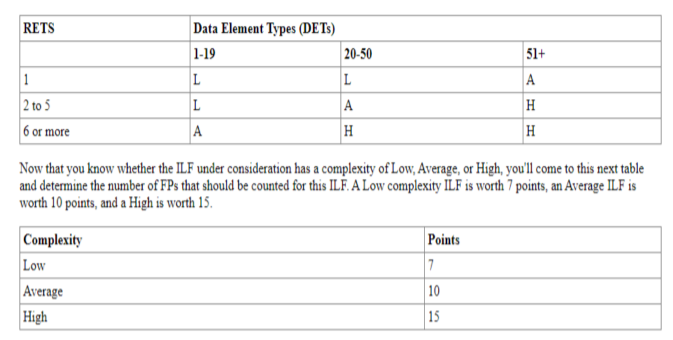 RETS Data Element Types (DETs)
1-19 20-50 51+
1 L L A
2 to 5 L A H
6 or more A H H
Now that you know whether the ILF under consideration has a complexity of Low, Average, or High, you'll come to this next table
and determine the number of FPs that should be counted for this ILF. A Low complexity ILF is worth 7 points, an Average ILF is
worth 10 points, and a High is worth 15.
Complexity Points
Low 7
Average 10
High 15